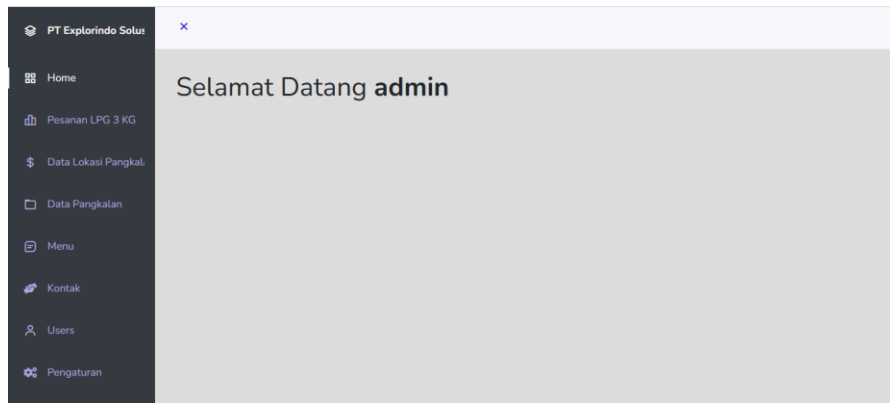 PT Explorindo Solus
Home
Pesanan LPG 3 KG
Data Lokasi Pangkal
Data Pangkalan
Menu
Kontak
Users
Pengaturan
Selamat Datang admin